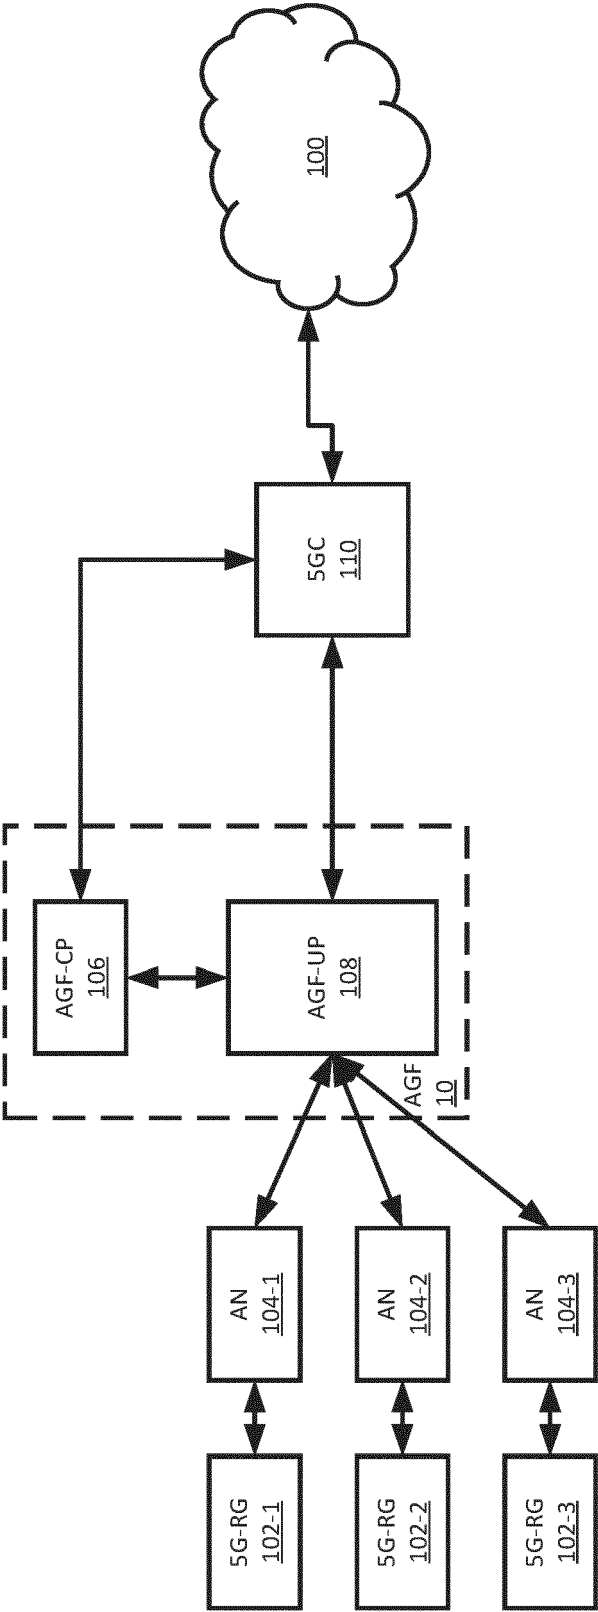 5G-RG
102-1
AN
104-1
5G-RG
102-2
AN
104-2
5G-RG
102-3
AN
104-3
AGF-CP
106
AGF-UP
108
AGF
10
5GC
110
100